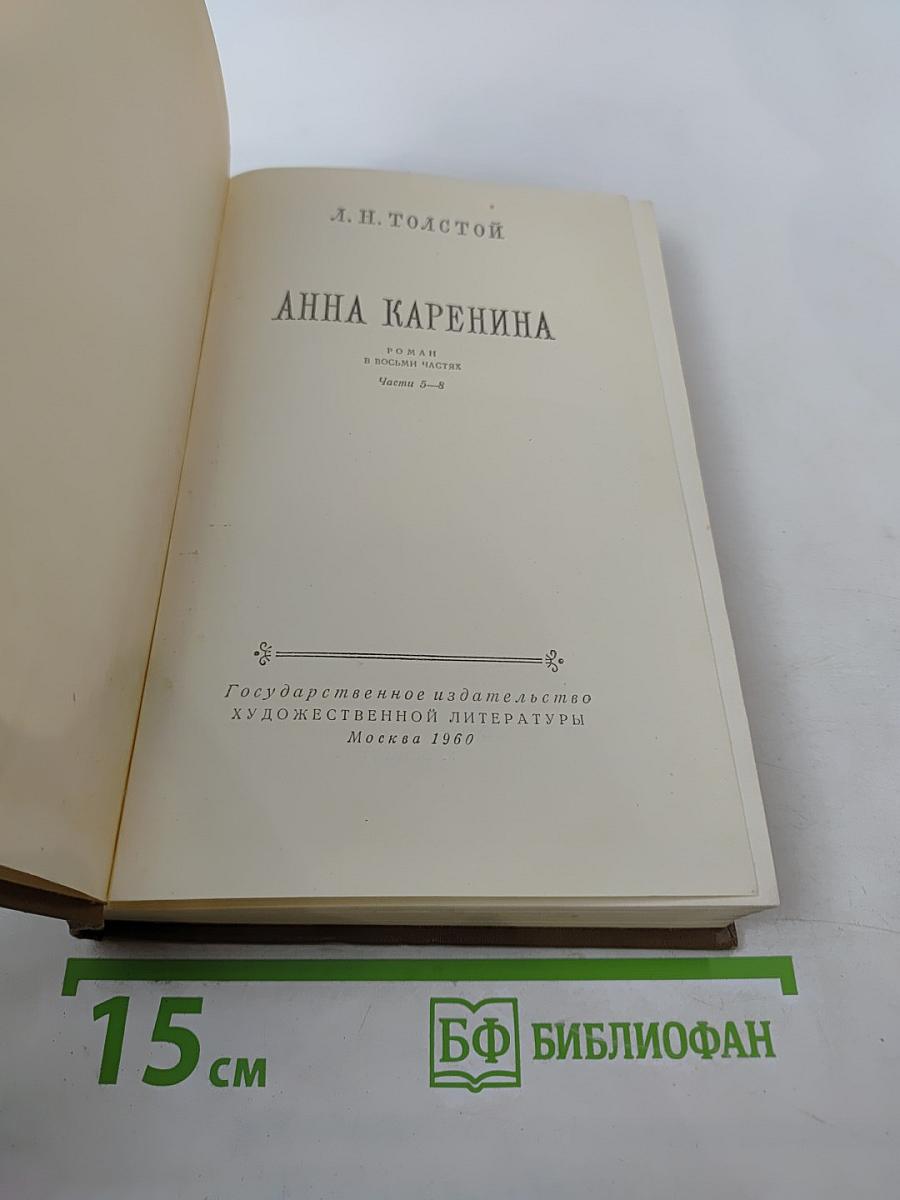 Л. Н. ТОЛСТОЙ
АННА КАРЕНИНА
РОМАН
В ВОСЬМИ ЧАСТЯХ
Части 5—8
Государственное издательство
ХУДОЖЕСТВЕННОЙ ЛИТЕРАТУРЫ
Москва 1960
15 см
БФ БИБЛИОФАН